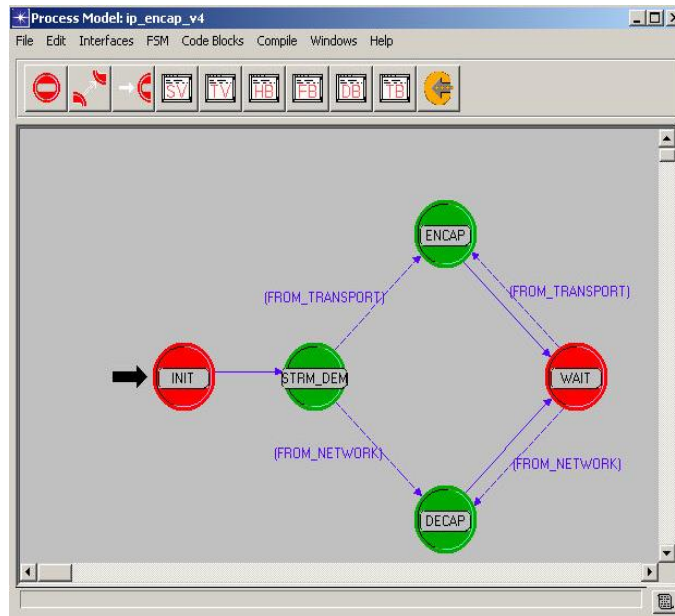 Process Model: ip_encap_v4
File Edit Interfaces FSM Code Blocks Compile Windows Help
SV TV HB FB DB TB
ENCAP
(FROM_TRANSPORT) (FROM_TRANSPORT)
INIT STRM_DEM WAIT
(FROM_NETWORK) (FROM_NETWORK)
DECAP